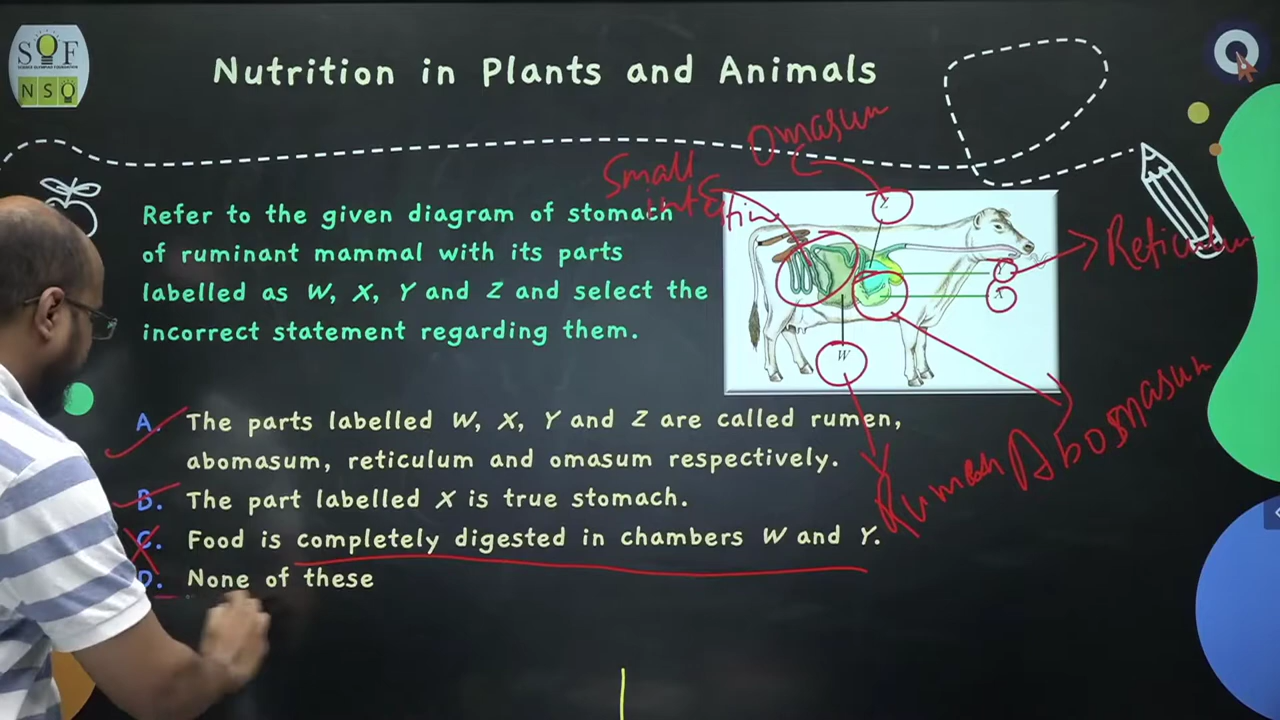 SOF
NSO
Nutrition in Plants and Animals
Omasum
Small
intestin
Refer to the given diagram of stomach
of ruminant mammal with its parts
labelled as W, X, Y and Z and select the
incorrect statement regarding them.
Z
Reticulum
X
W
A. The parts labelled W, X, Y and Z are called rumen,
abomasum, reticulum and omasum respectively.
Abosmasum
Rumen
B. The part labelled X is true stomach.
C. Food is completely digested in chambers W and Y.
D. None of these